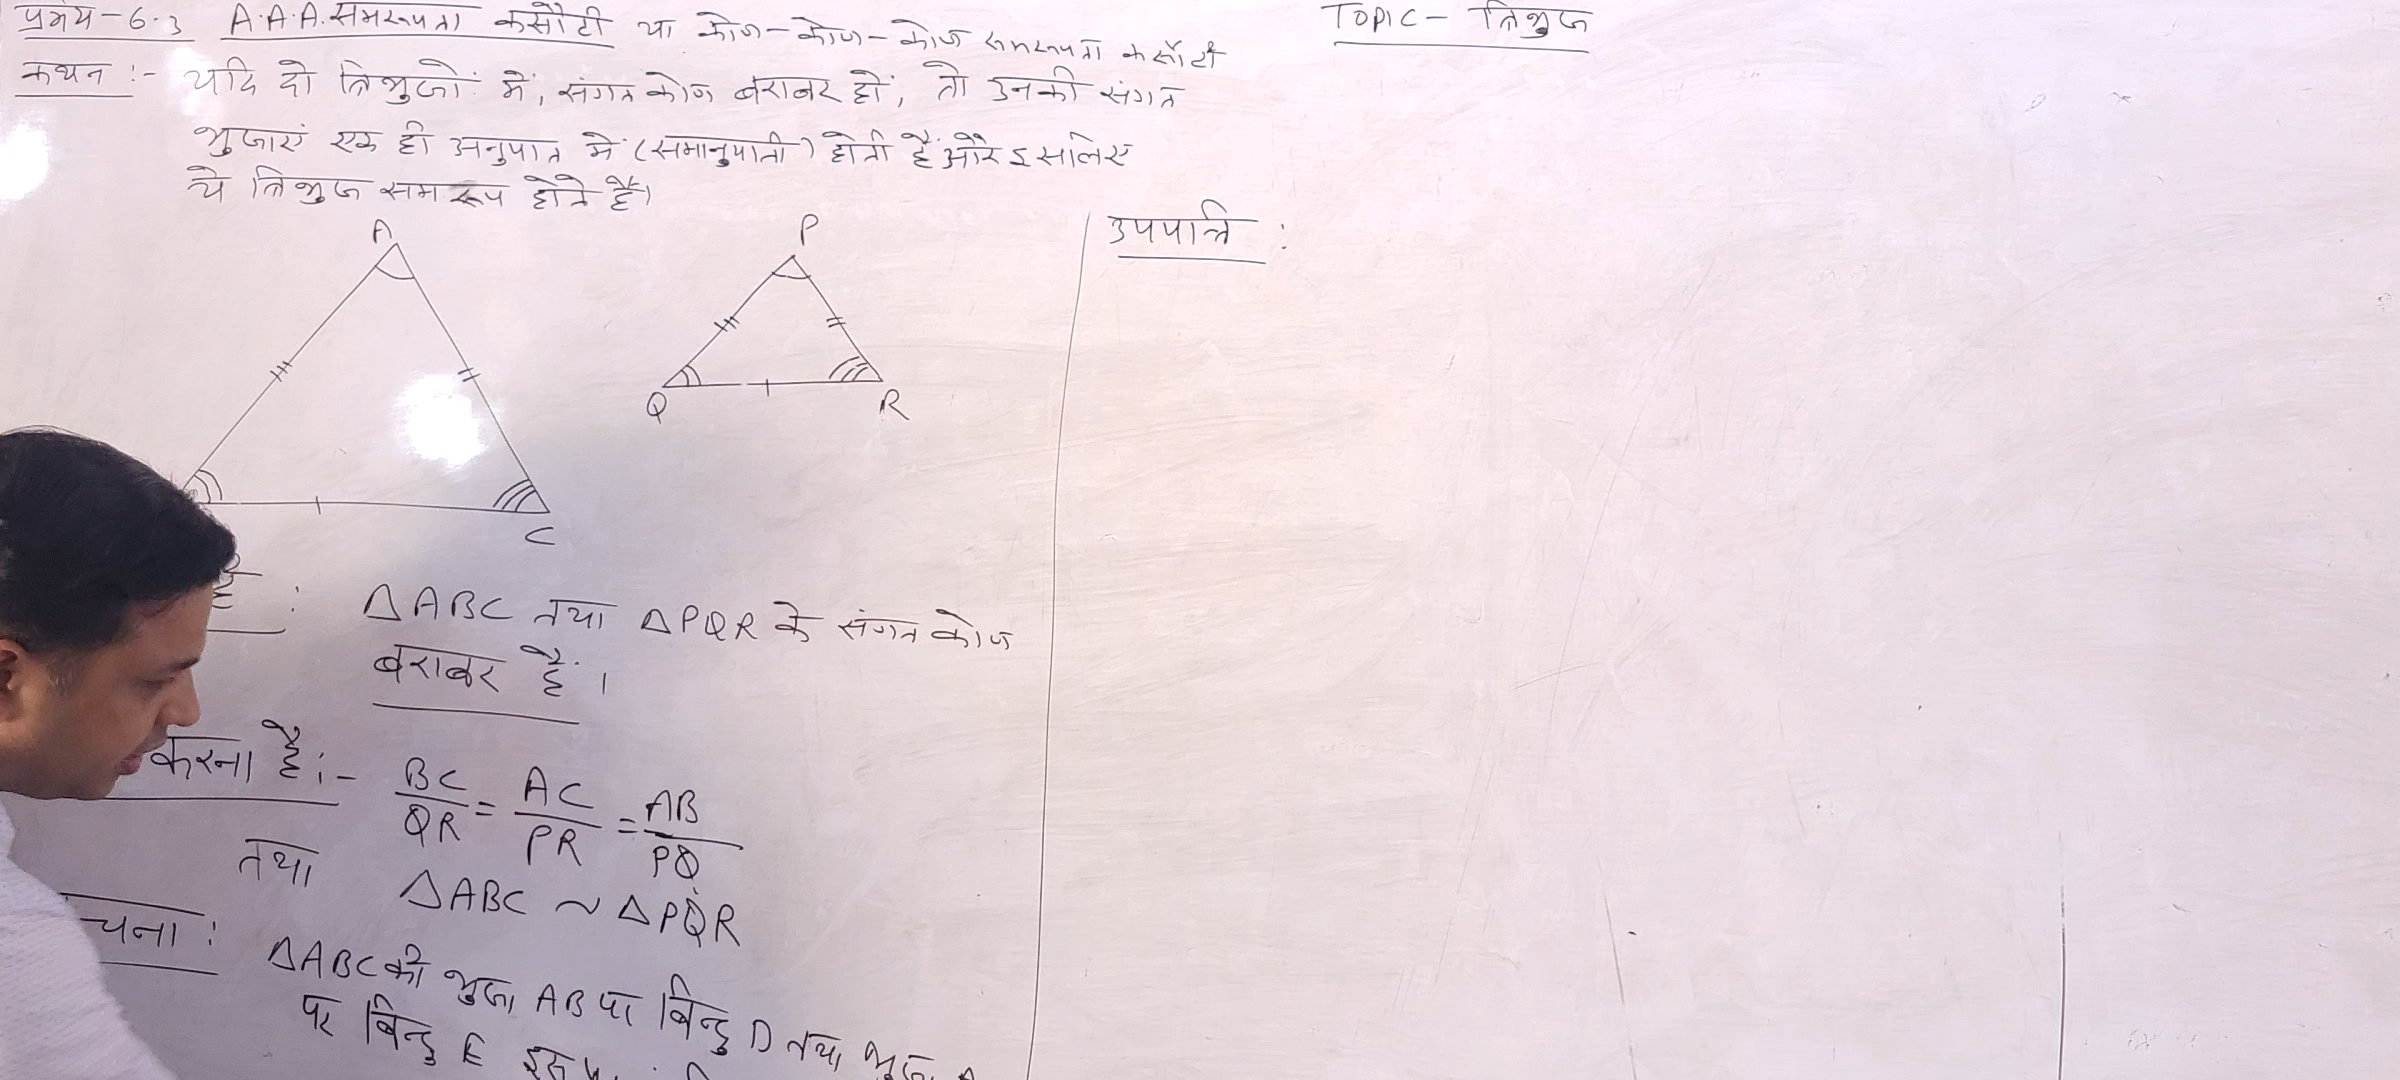 प्रमेय-6.3 A.A.A. समरूपता कसौटी या कोण-कोण-कोण समरूपता कसौटी
Topic- त्रिभुज
कथन :- यदि दो त्रिभुजों में, संगत कोण बराबर हों, तो उनकी संगत
भुजाएं एक ही अनुपात में (समानुपाती) होती हैं और इसलिए
ये त्रिभुज समरूप होते हैं।
A
P
Q
R
C
उपपत्ति :
है :
ΔABC तथा ΔPQR के संगत कोण
बराबर हैं।
करना है :-
BC/QR = AC/PR = AB/PQ
तथा ΔABC ~ ΔPQR
चना :
ΔABC की भुजा AB पर बिन्दु D तथा भुजा
पर बिन्दु E इस